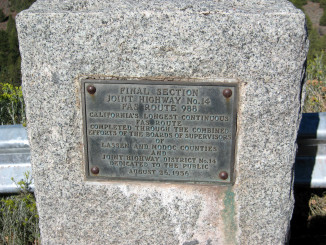 FINAL SECTION
JOINT HIGHWAY No. 14
FAS ROUTE 988
CALIFORNIA'S LONGEST CONTINUOUS
FAS ROUTE
COMPLETED THROUGH THE COMBINED
EFFORTS OF THE BOARDS OF SUPERVISORS
OF
LASSEN AND MODOC COUNTIES
AND
JOINT HIGHWAY DISTRICT No. 14
DEDICATED TO THE PUBLIC
AUGUST 25, 1956